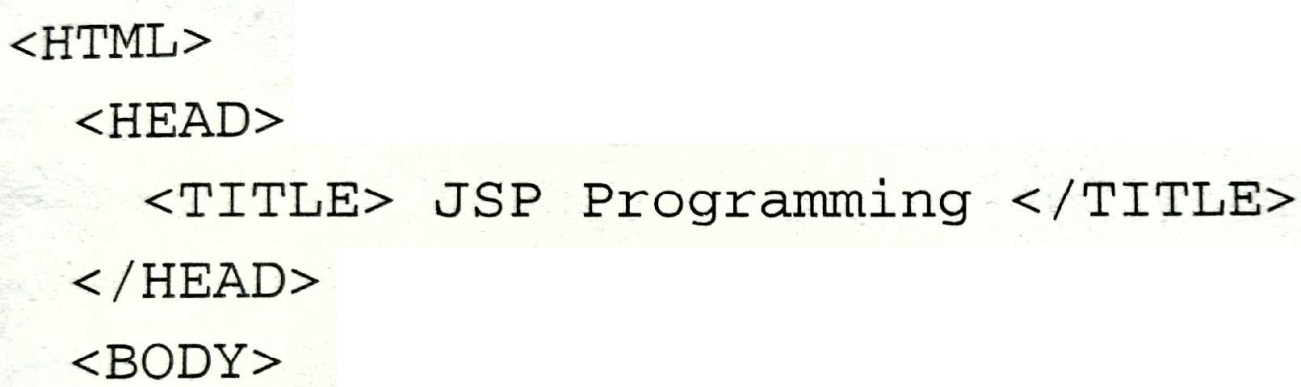 <HTML>
<HEAD>
<TITLE> JSP Programming </TITLE>
</HEAD>
<BODY>